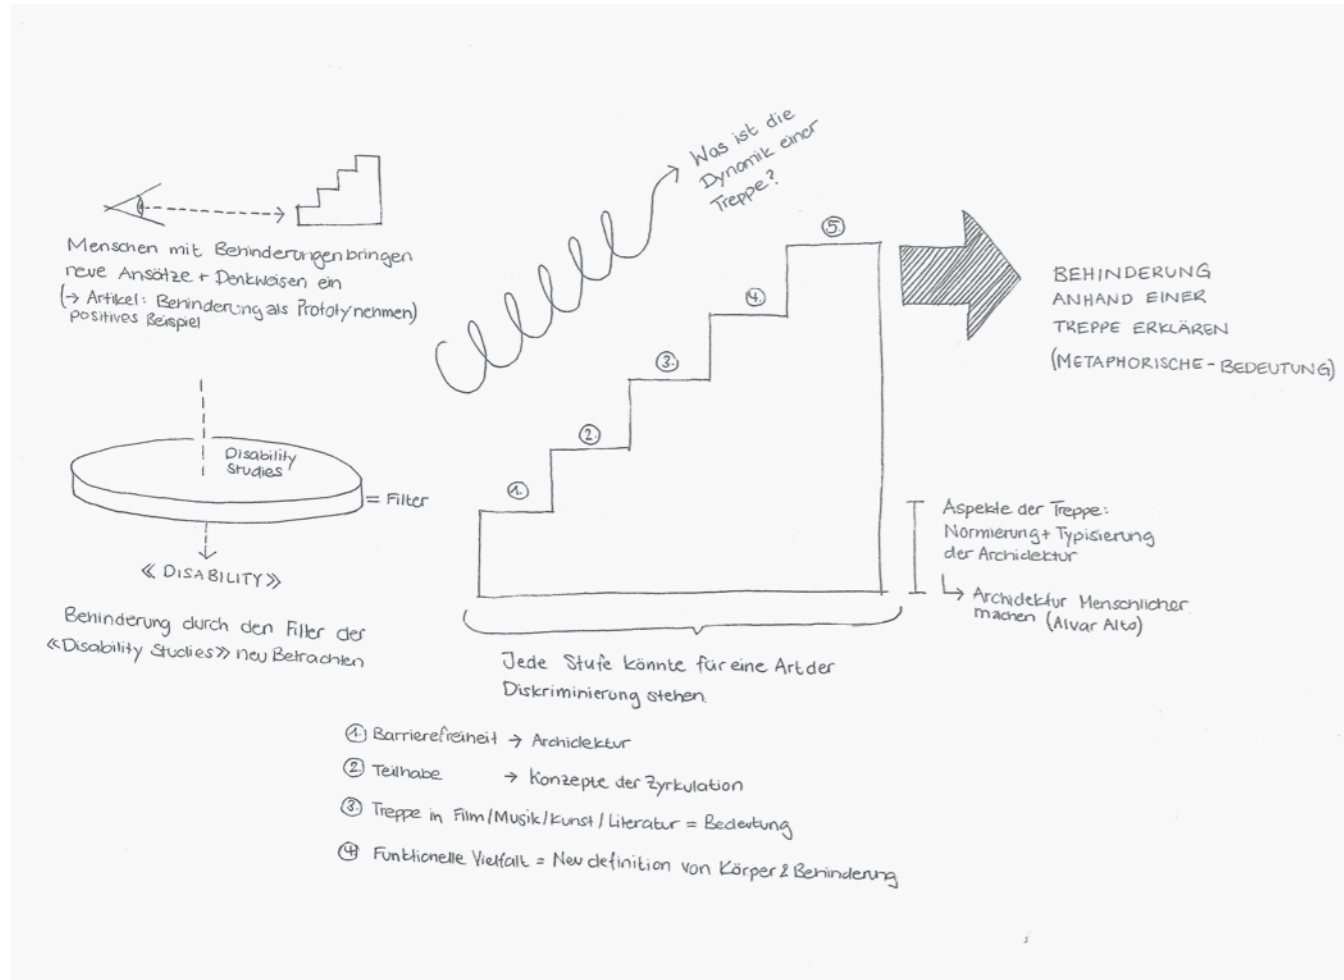 Menschen mit Behinderungen bringen
neue Ansätze + Denkweisen ein
(→ Artikel: Behinderung als Prototy nehmen)
positives Beispiel
Disability
Studies
= Filter
« DISABILITY »
Behinderung durch den Filter der
«Disability Studies» neu Betrachten
Was ist die
Dynamik einer
Treppe?
1.
2.
3.
4.
5.
Jede Stufe könnte für eine Art der
Diskriminierung stehen.
1. Barrierefreiheit → Archidektur
2. Teilhabe → Konzepte der Zyrkulation
3. Treppe in Film/Musik/Kunst/Literatur = Bedeutung
4. Funktionelle Vielfalt = Neu definition von Körper & Behinderung
BEHINDERUNG
ANHAND EINER
TREPPE ERKLÄREN
(METAPHORISCHE-BEDEUTUNG)
Aspekte der Treppe:
Normierung + Typisierung
der Archidektur
↳ Archidektur Menschlicher
machen (Alvar Alto)